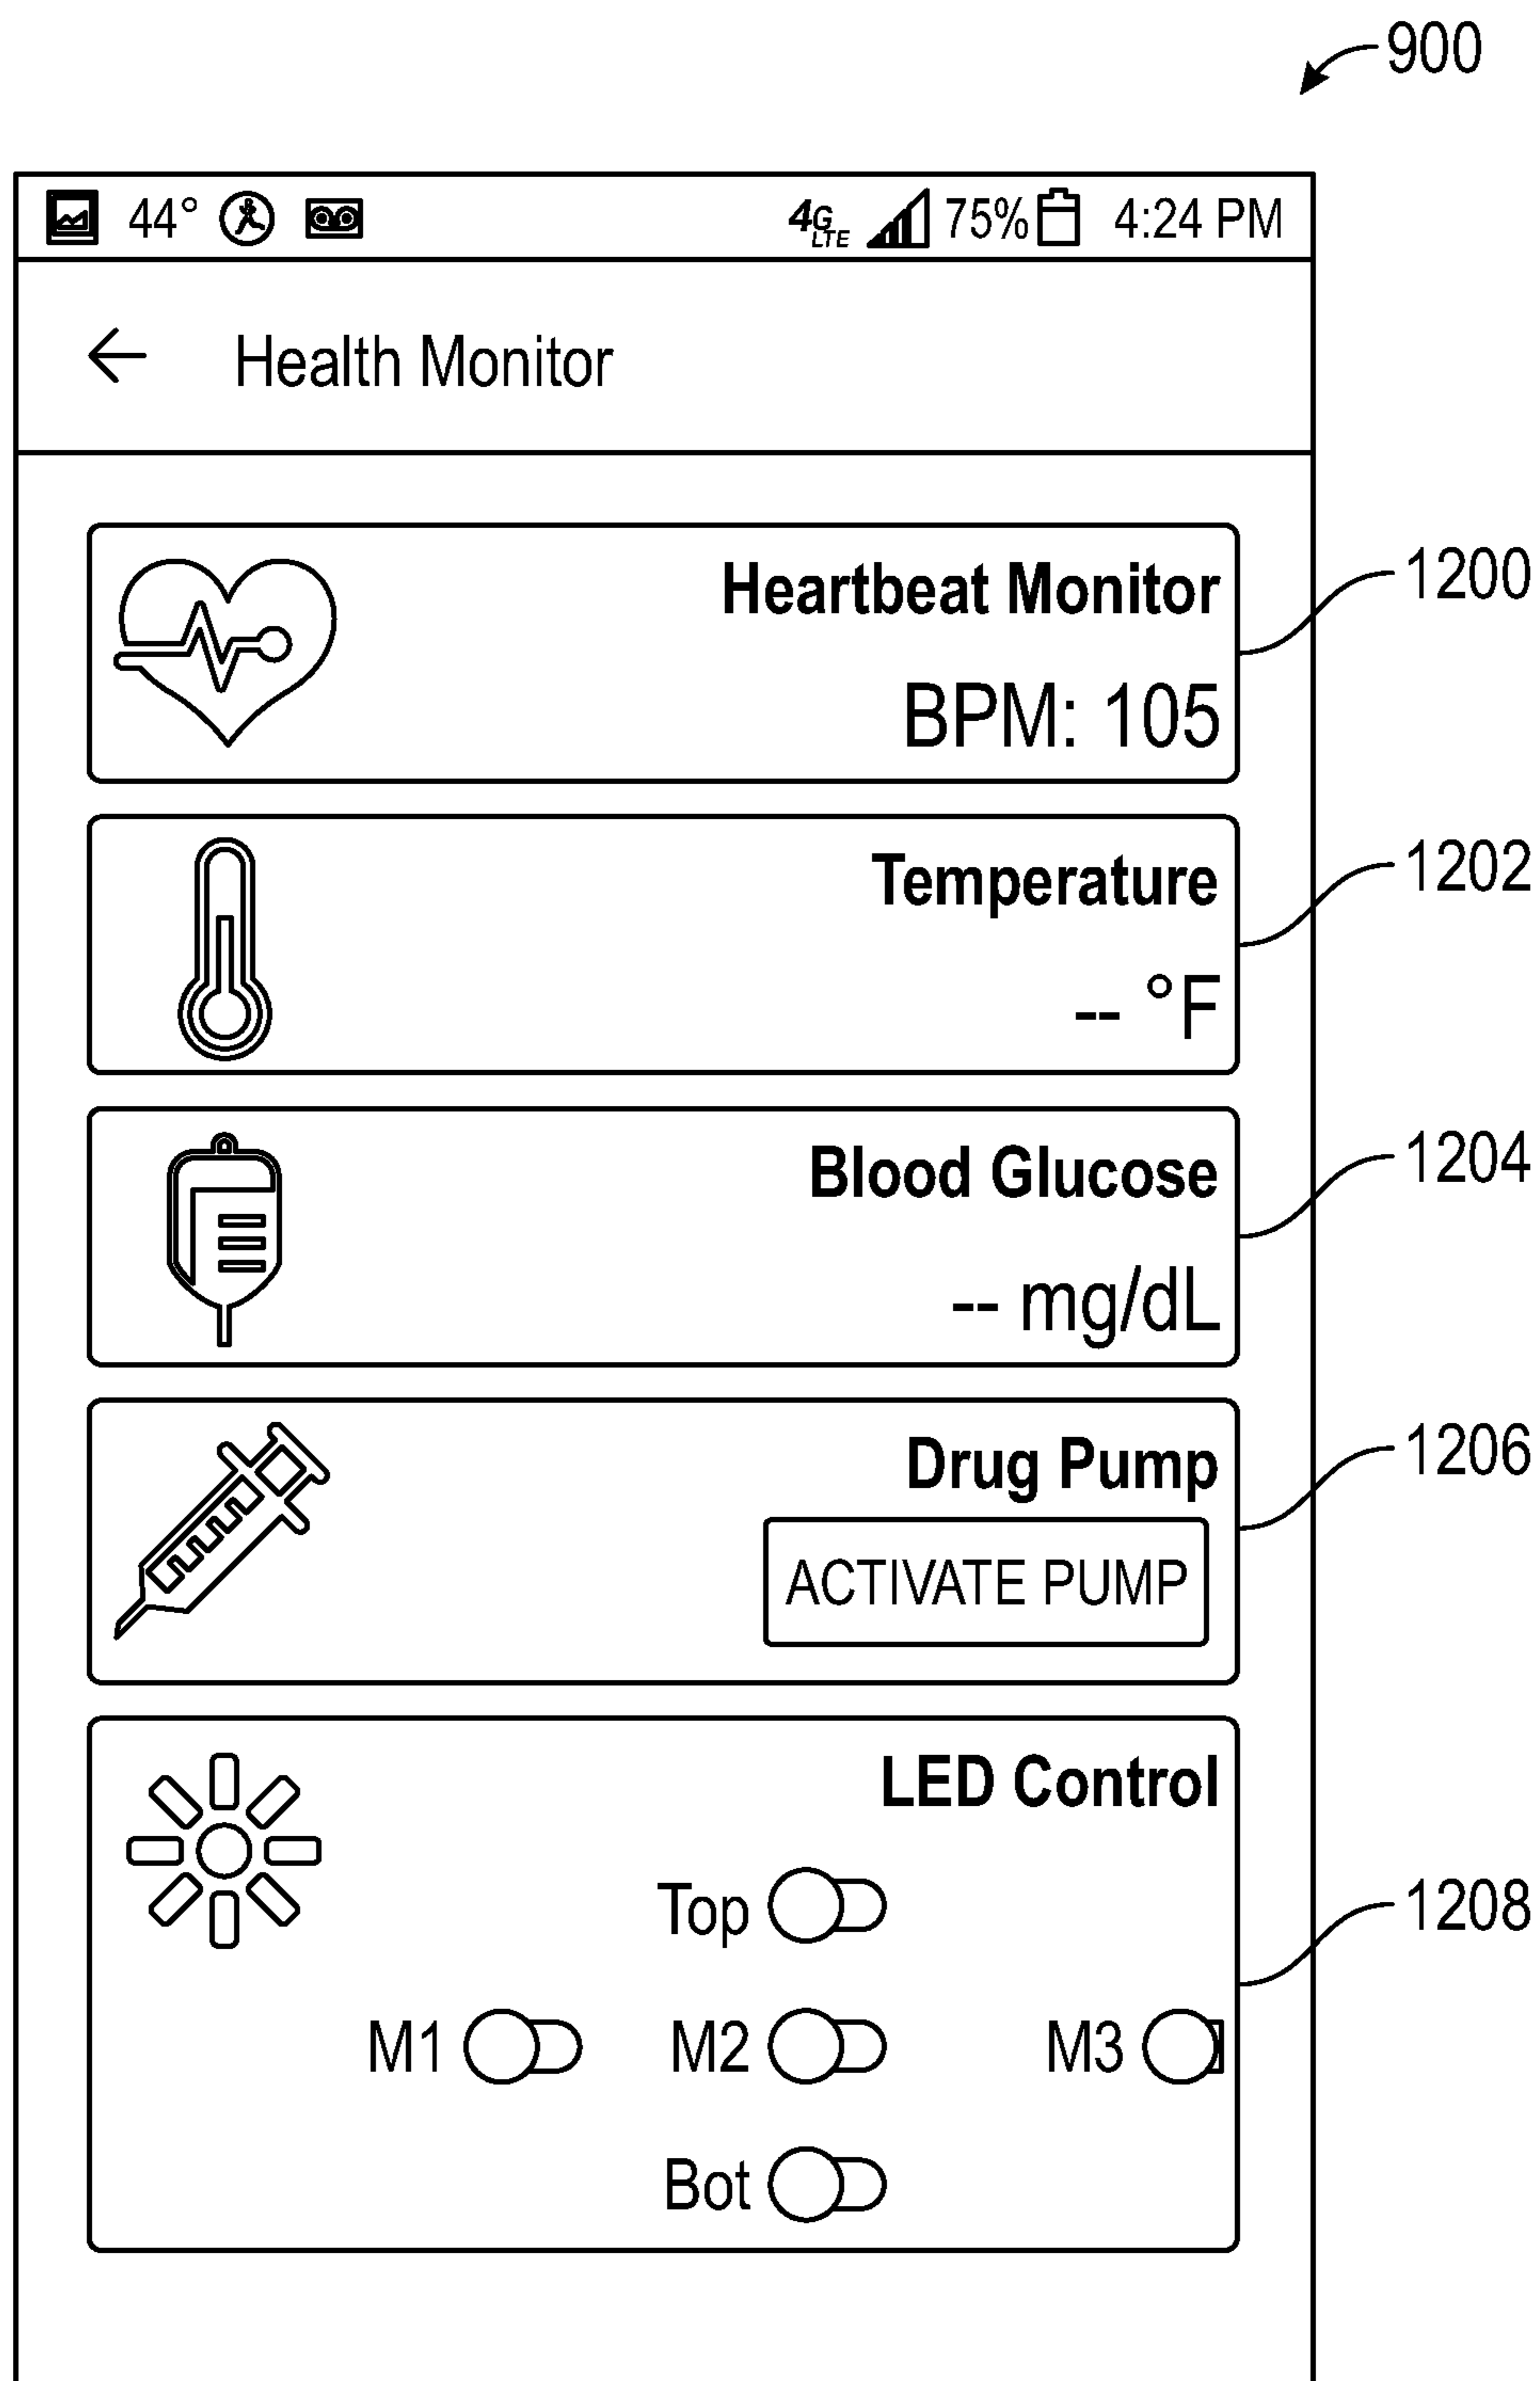 900
44° 4G LTE 75% 4:24 PM
Health Monitor
Heartbeat Monitor
1200
BPM: 105
Temperature
1202
-- °F
Blood Glucose
1204
-- mg/dL
Drug Pump
1206
ACTIVATE PUMP
LED Control
Top
1208
M1 M2 M3
Bot